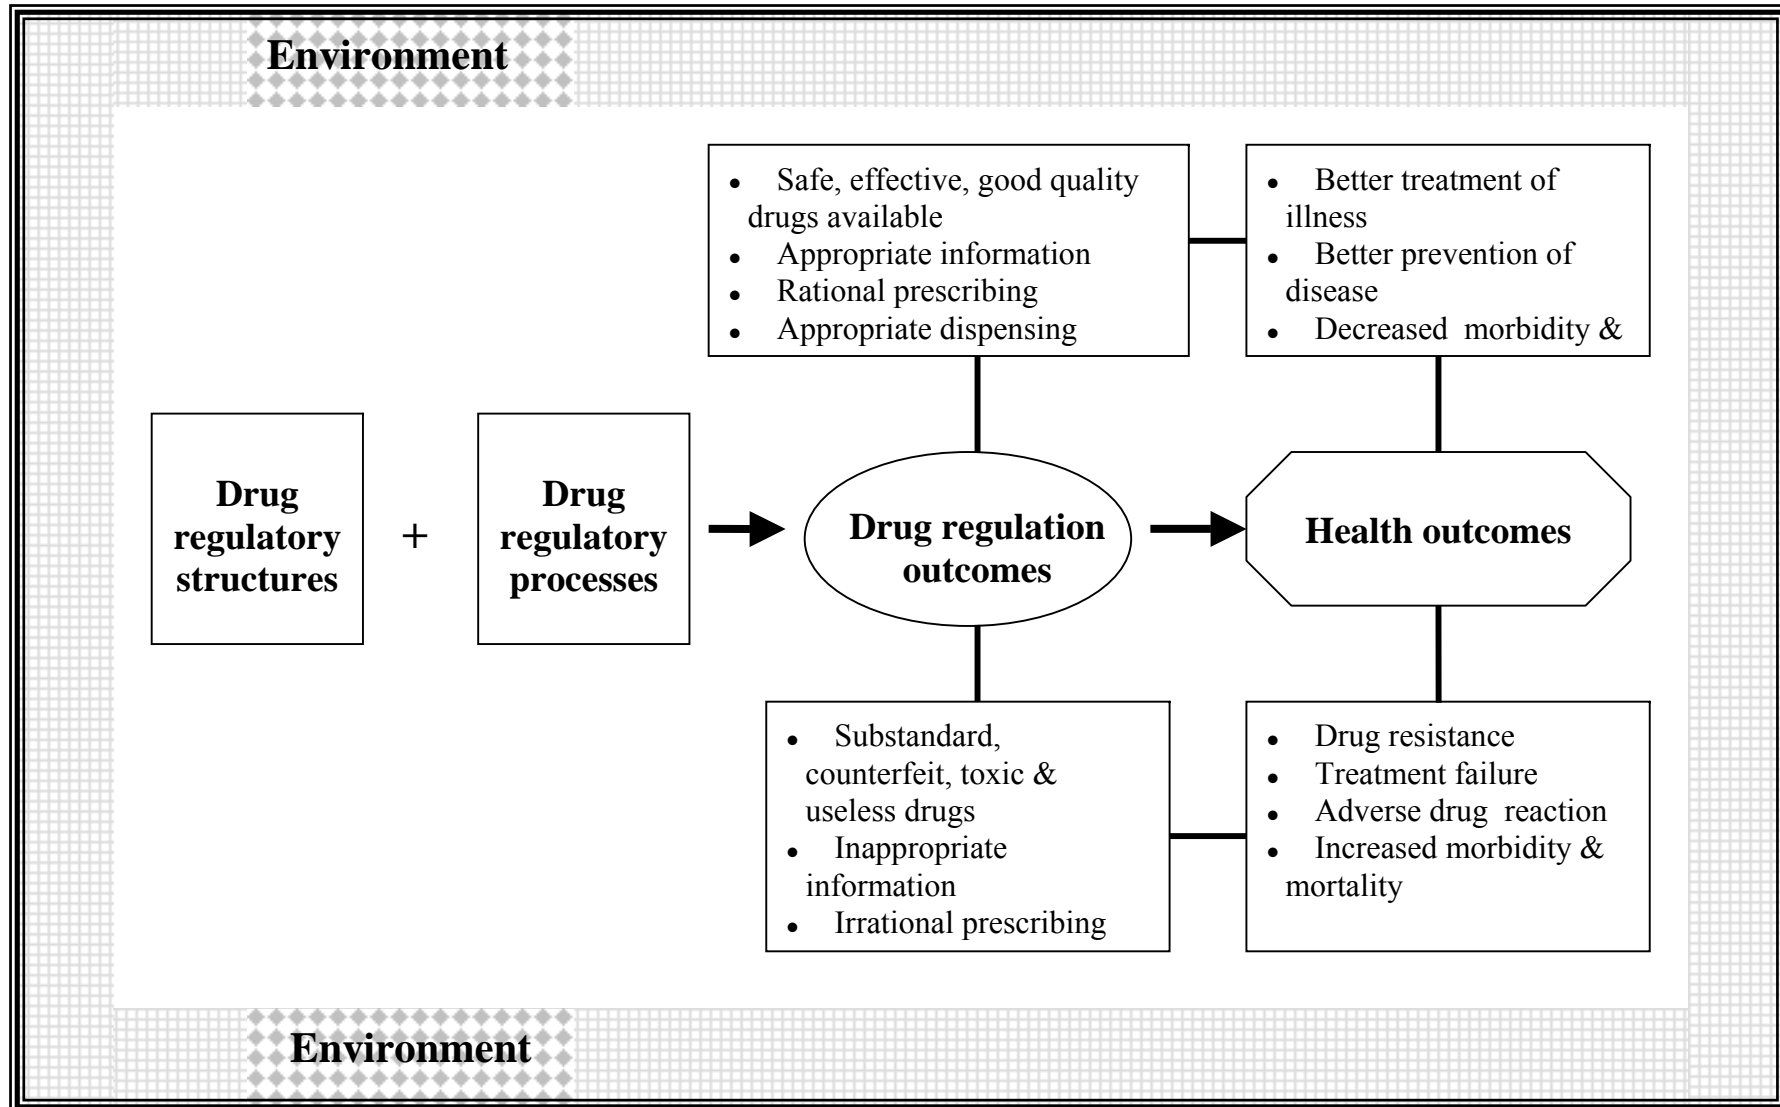 Environment
• Safe, effective, good quality
drugs available
• Appropriate information
• Rational prescribing
• Appropriate dispensing
• Better treatment of
illness
• Better prevention of
disease
• Decreased morbidity &
Drug
regulatory
structures
+
Drug
regulatory
processes
Drug regulation
outcomes
Health outcomes
• Substandard,
counterfeit, toxic &
useless drugs
• Inappropriate
information
• Irrational prescribing
• Drug resistance
• Treatment failure
• Adverse drug reaction
• Increased morbidity &
mortality
Environment